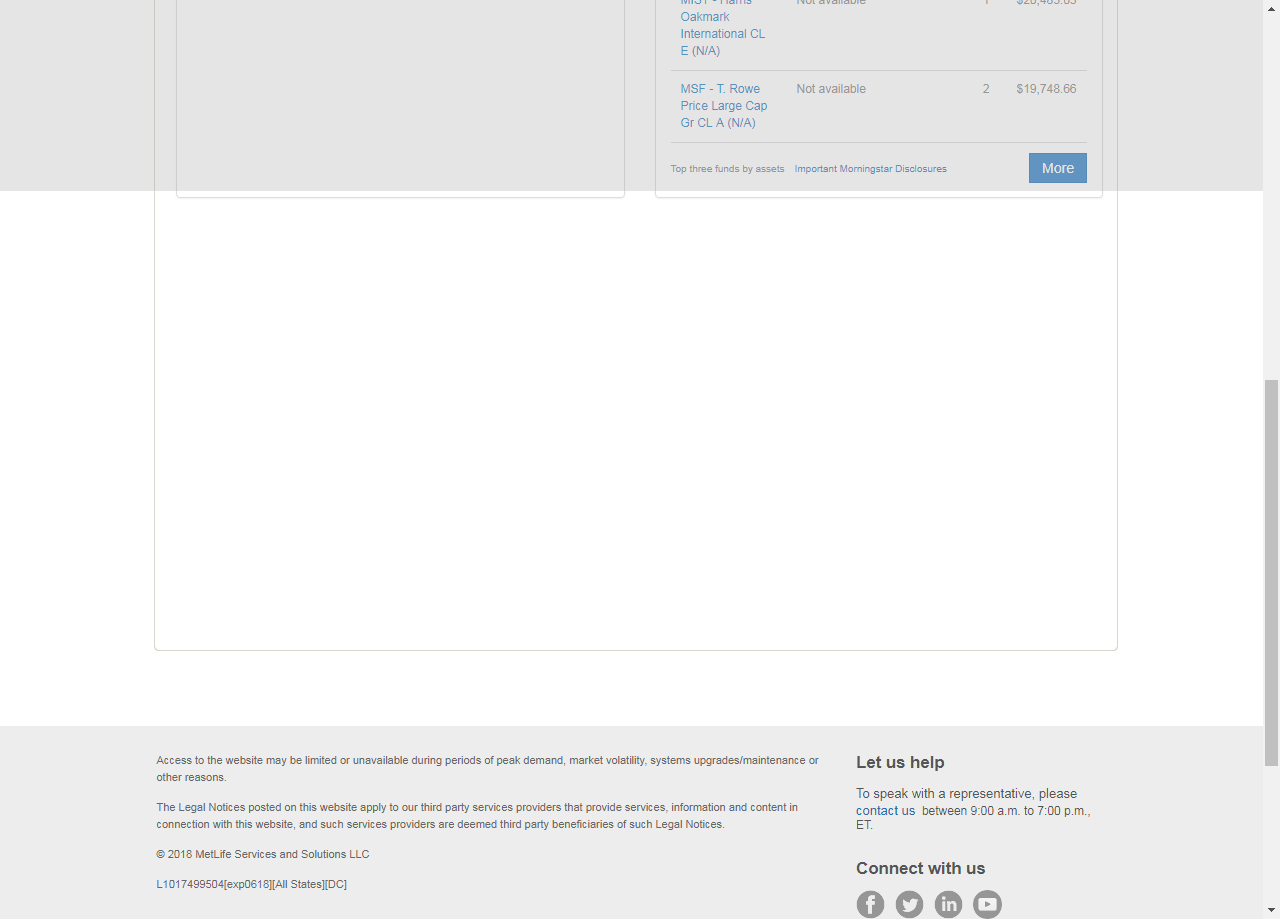 MIST - Harris
Oakmark
International CL
E (N/A)
Not available
1
MSF - T. Rowe
Price Large Cap
Gr CL A (N/A)
Not available
2
$19,748.66
Top three funds by assets
Important Morningstar Disclosures
More
Access to the website may be limited or unavailable during periods of peak demand, market volatility, systems upgrades/maintenance or
other reasons.
The Legal Notices posted on this website apply to our third party services providers that provide services, information and content in
connection with this website, and such services providers are deemed third party beneficiaries of such Legal Notices.
© 2018 MetLife Services and Solutions LLC
L1017499504[exp0618][All States][DC]
Let us help
To speak with a representative, please
contact us between 9:00 a.m. to 7:00 p.m.,
ET.
Connect with us